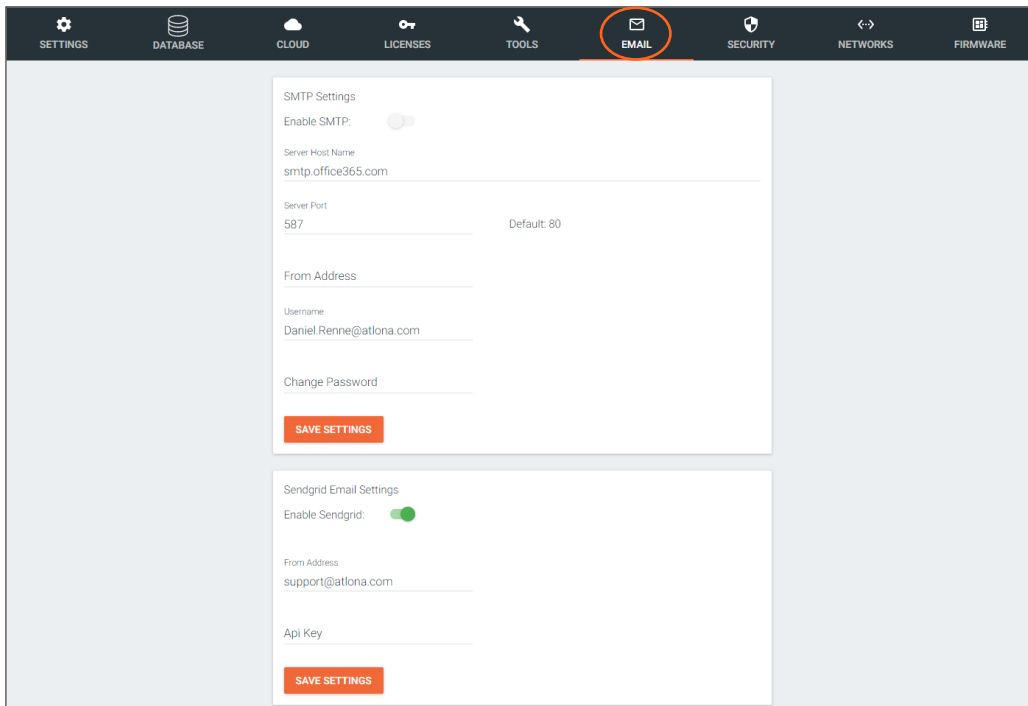 SETTINGS DATABASE CLOUD LICENSES TOOLS EMAIL SECURITY NETWORKS FIRMWARE
SMTP Settings
Enable SMTP:
Server Host Name
smtp.office365.com
Server Port
587 Default: 80
From Address
Username
Daniel.Renne@atlona.com
Change Password
SAVE SETTINGS
Sendgrid Email Settings
Enable Sendgrid:
From Address
support@atlona.com
Api Key
SAVE SETTINGS